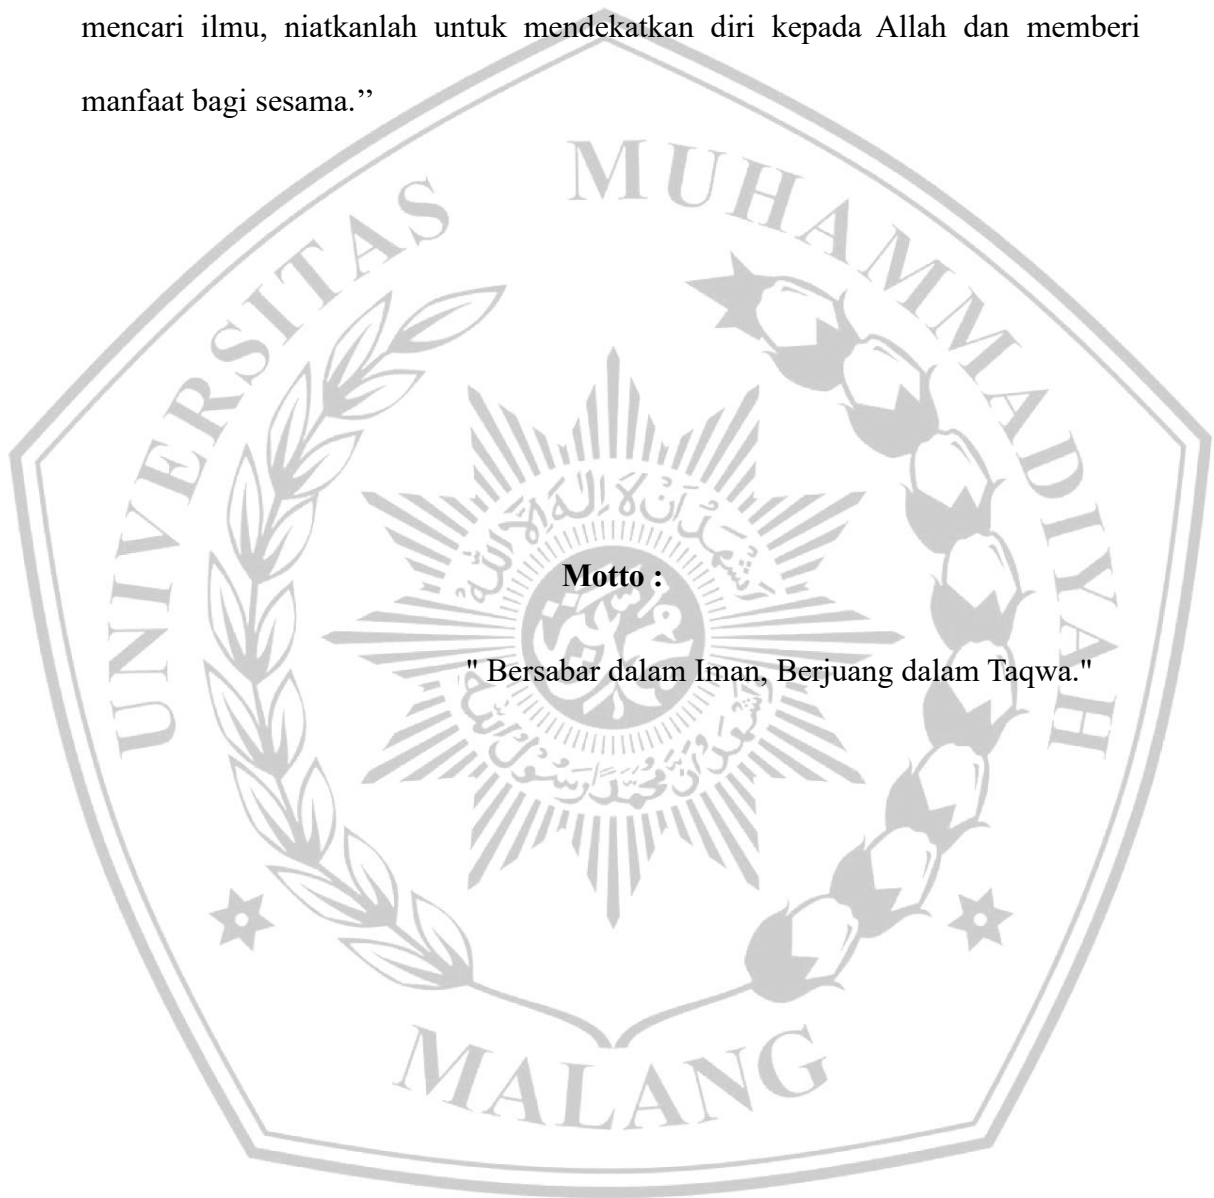 mencari ilmu, niatkanlah untuk mendekatkan diri kepada Allah dan memberi
manfaat bagi sesama.’’
UNIVERSITAS MUHAMMADIYAH
Motto :
" Bersabar dalam Iman, Berjuang dalam Taqwa."
MALANG